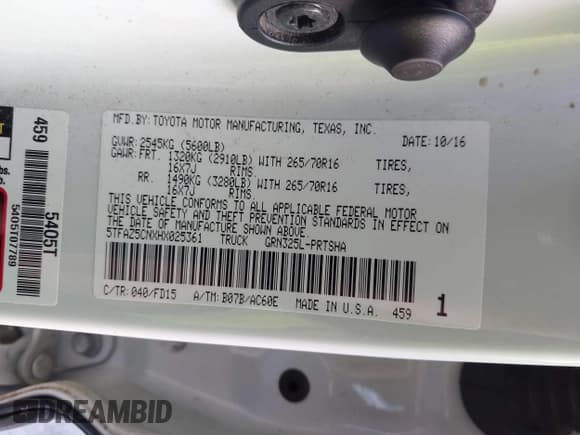 MFD.BY:TOYOTA MOTOR MANUFACTURING, TEXAS, INC.
DATE: 10/16
GVWR: 2545KG (5600LB)
GAWR: FRT. 1320KG (2910LB) WITH 265/70R16 TIRES,
16X7J RIMS.
RR. 1490KG (3280LB) WITH 265/70R16 TIRES,
16X7J RIMS.
THIS VEHICLE CONFORMS TO ALL APPLICABLE FEDERAL MOTOR
VEHICLE SAFETY AND THEFT PREVENTION STANDARDS IN EFFECT ON
THE DATE OF MANUFACTURE SHOWN ABOVE.
5TFAZ5CNXHX025361 TRUCK GRN325L-PRTSHA
C/TR: 040/FD15 A/TM: B07B/AC60E MADE IN U.S.A. 459 1
459 5405T
5405107789
bs.
b.
DREAMBID